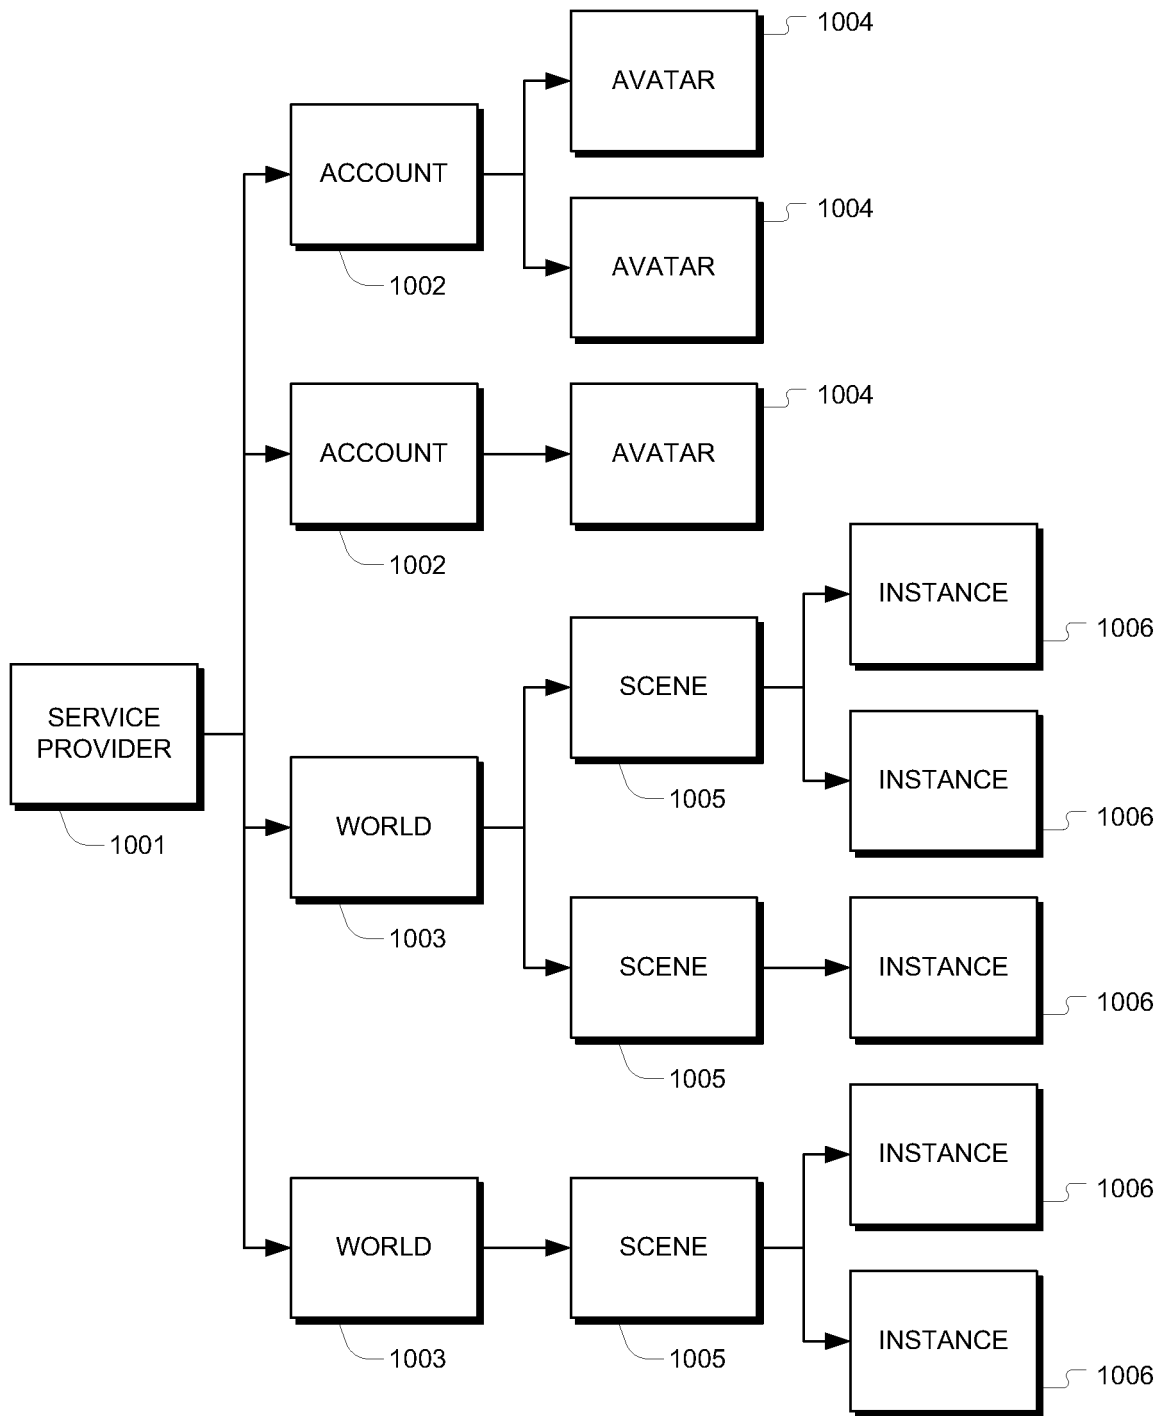 1004
AVATAR
ACCOUNT
1004
AVATAR
1002
1004
ACCOUNT
AVATAR
1002
INSTANCE
1006
SCENE
SERVICE
PROVIDER
INSTANCE
1005
1006
WORLD
1001
1003
SCENE
INSTANCE
1006
1005
INSTANCE
1006
WORLD
SCENE
INSTANCE
1003
1005
1006